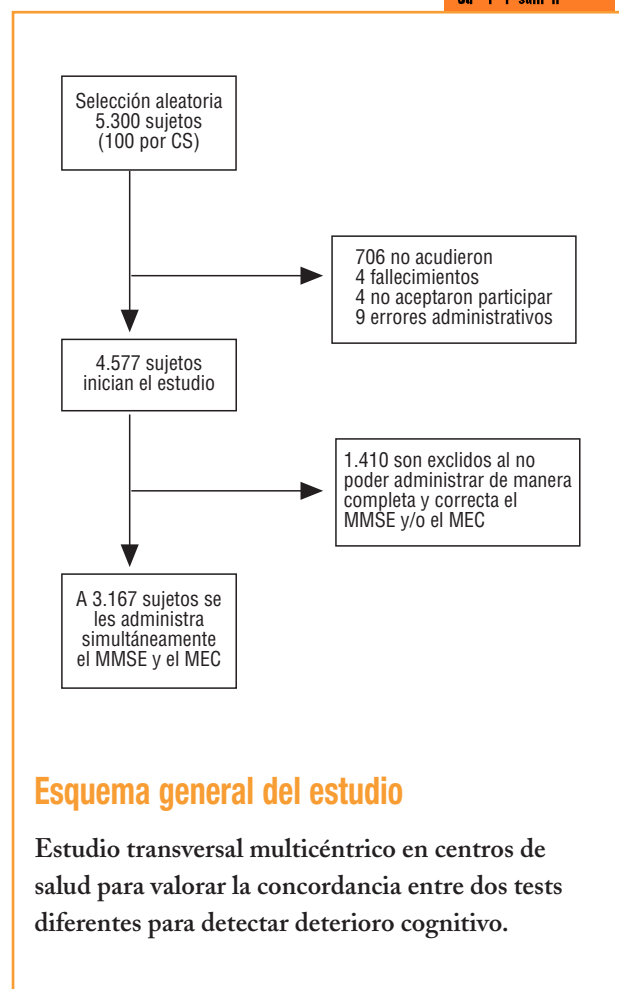 Selección aleatoria
5.300 sujetos
(100 por CS)
706 no acudieron
4 fallecimientos
4 no aceptaron participar
9 errores administrativos
4.577 sujetos
inician el estudio
1.410 son exclidos al no
poder administrar de manera
completa y correcta el
MMSE y/o el MEC
A 3.167 sujetos se
les administra
simultáneamente
el MMSE y el MEC
Esquema general del estudio
Estudio transversal multicéntrico en centros de
salud para valorar la concordancia entre dos tests
diferentes para detectar deterioro cognitivo.